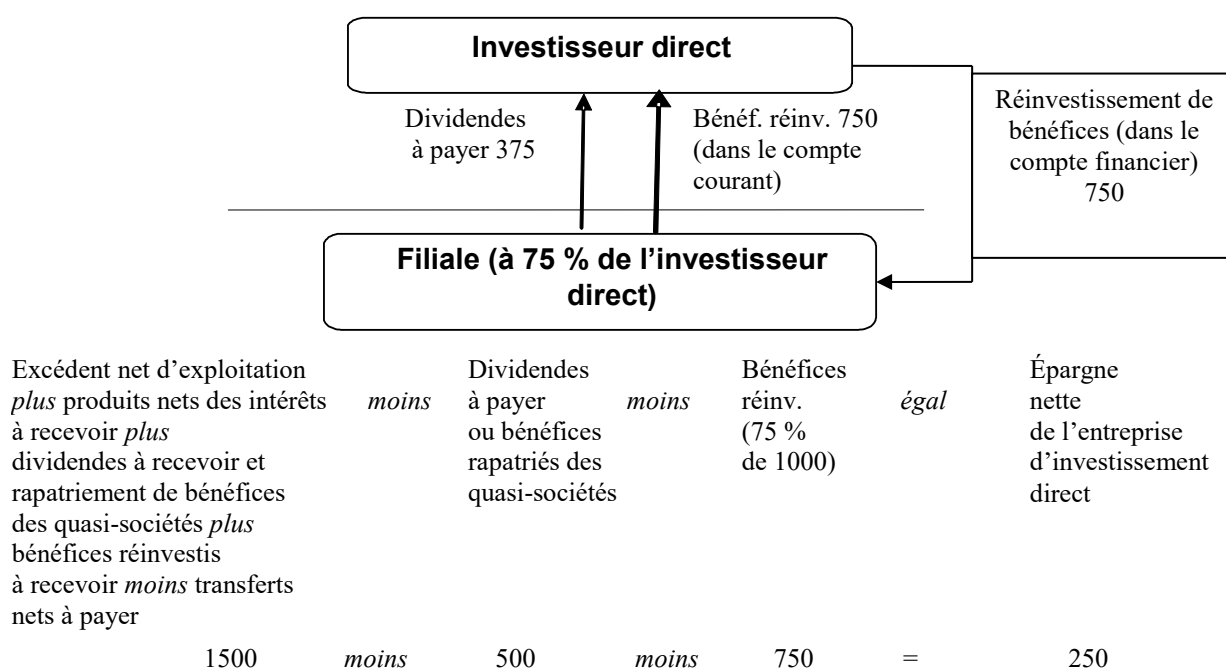 Investisseur direct
Dividendes
à payer 375
Bénéf. réinv. 750
(dans le compte
courant)
Réinvestissement de
bénéfices (dans le
compte financier)
750
Filiale (à 75 % de l’investisseur
direct)
Excédent net d’exploitation
plus produits nets des intérêts
à recevoir plus
dividendes à recevoir et
rapatriement de bénéfices
des quasi-sociétés plus
bénéfices réinvestis
à recevoir moins transferts
nets à payer
moins
Dividendes
à payer
ou bénéfices
rapatriés des
quasi-sociétés
moins
Bénéfices
réinv.
(75 %
de 1000)
égal
Épargne
nette
de l’entreprise
d’investissement
direct
1500 moins 500 moins 750 = 250